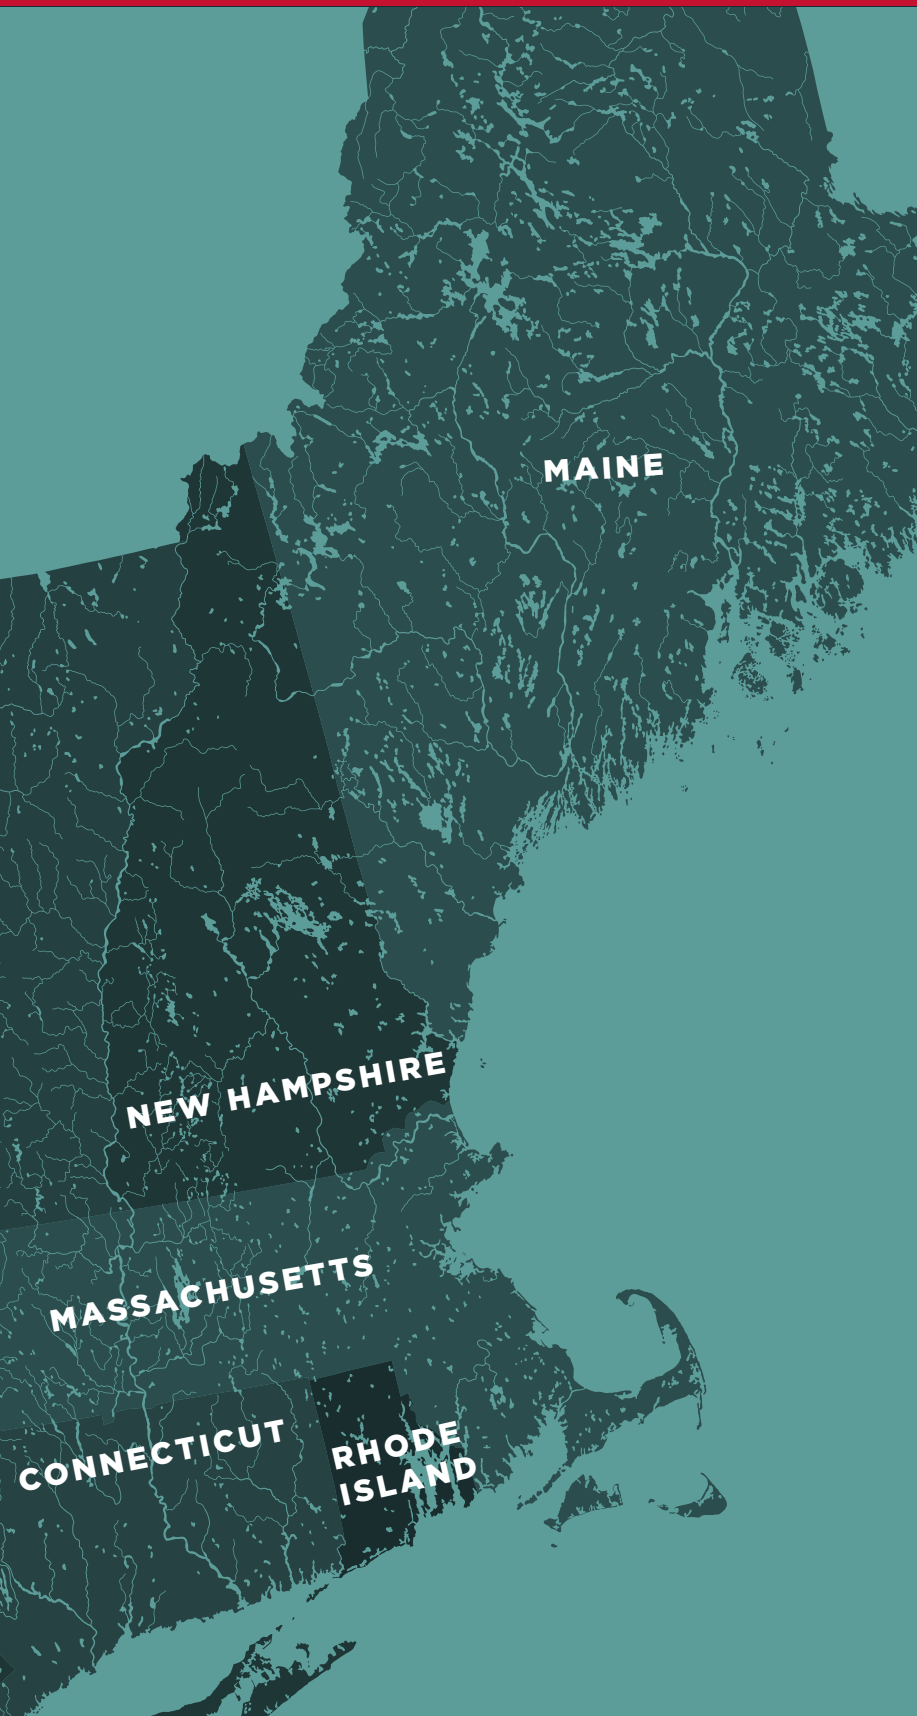 MAINE
NEW HAMPSHIRE
MASSACHUSETTS
CONNECTICUT
RHODE
ISLAND